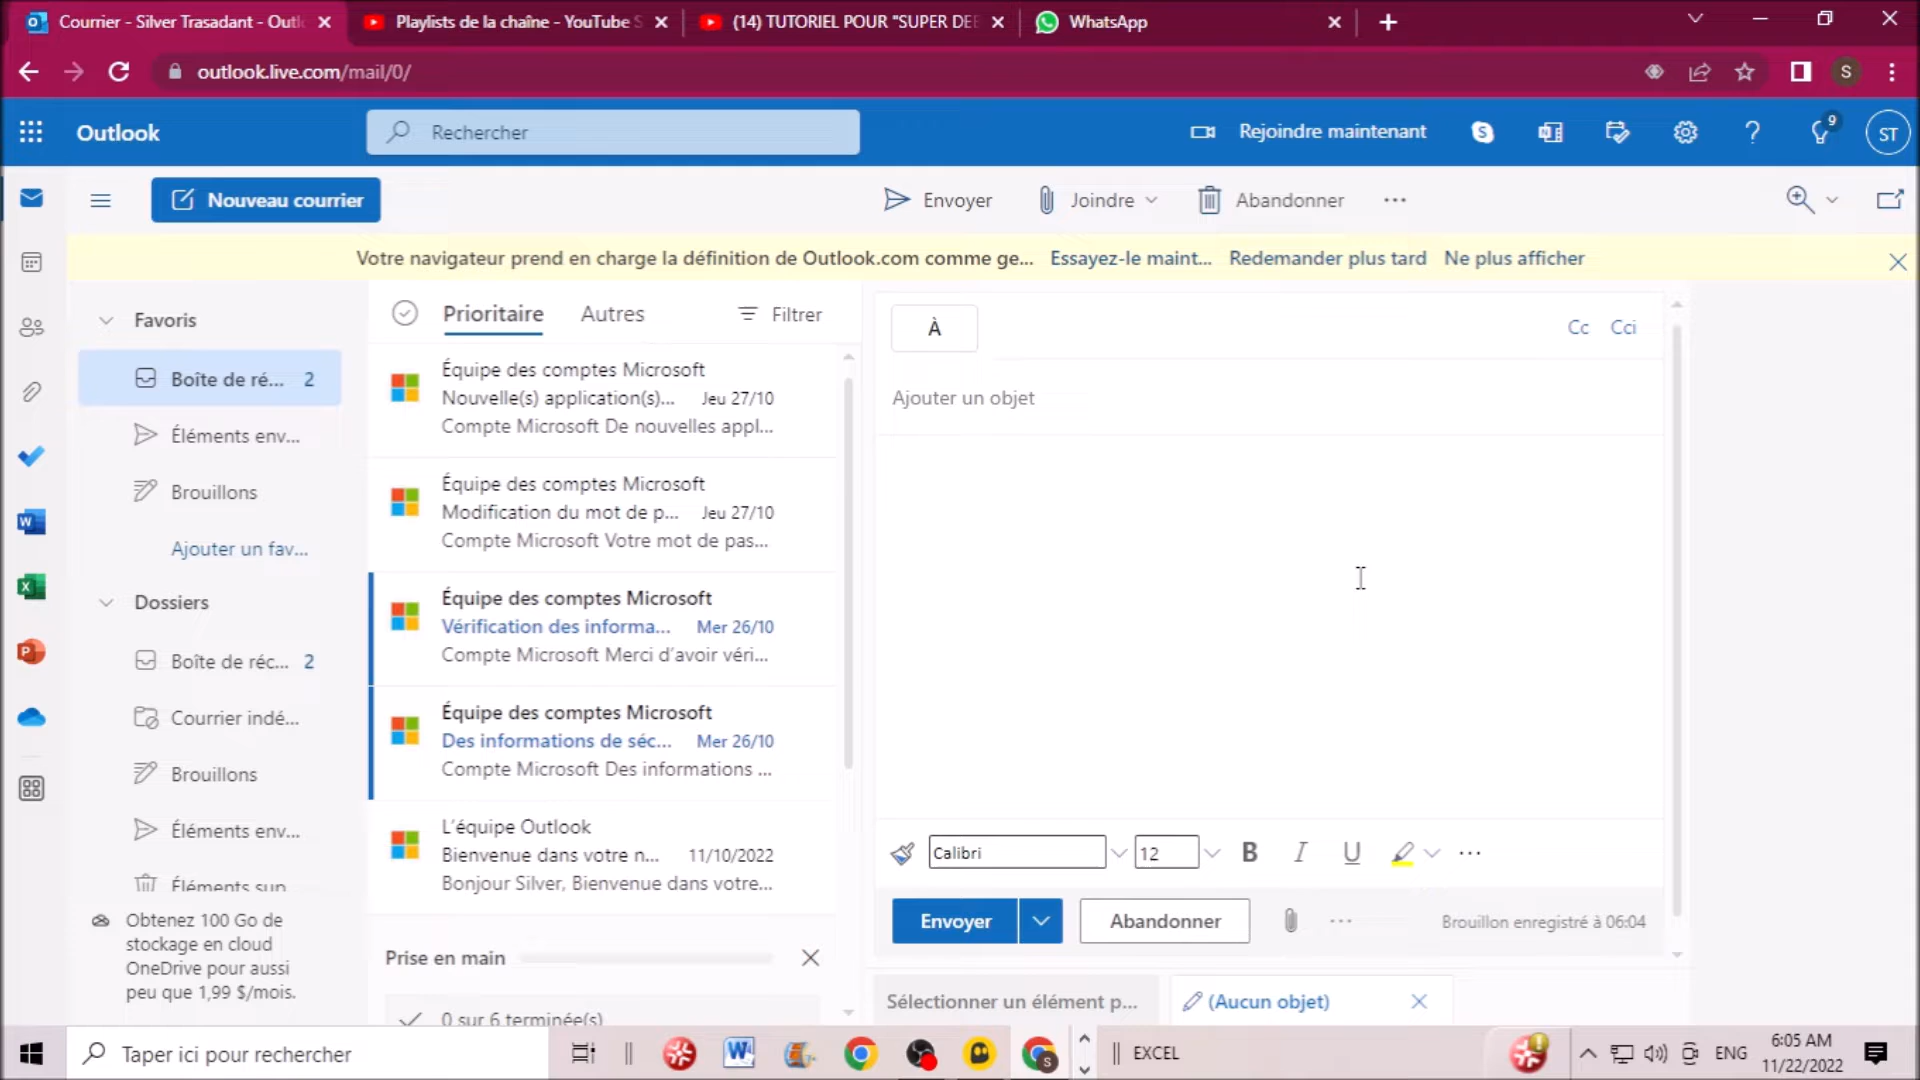 Courrier - Silver Trasadant - Outl
Playlists de la chaîne - YouTube S
(14) TUTORIEL POUR "SUPER DEE
WhatsApp
outlook.live.com/mail/0/
S
Outlook
Rechercher
Rejoindre maintenant
9
ST
Nouveau courrier
Envoyer
Joindre
Abandonner
Votre navigateur prend en charge la définition de Outlook.com comme ge...
Essayez-le maint...
Redemander plus tard
Ne plus afficher
Favoris
Boîte de ré... 2
Éléments env...
Brouillons
Ajouter un fav...
Dossiers
Boîte de réc... 2
Courrier indé...
Brouillons
Éléments env...
Éléments sup
Obtenez 100 Go de
stockage en cloud
OneDrive pour aussi
peu que 1,99 $/mois.
Prioritaire
Autres
Filtrer
Équipe des comptes Microsoft
Nouvelle(s) application(s)... Jeu 27/10
Compte Microsoft De nouvelles appl...
Équipe des comptes Microsoft
Modification du mot de p... Jeu 27/10
Compte Microsoft Votre mot de pas...
Équipe des comptes Microsoft
Vérification des informa... Mer 26/10
Compte Microsoft Merci d'avoir véri...
Équipe des comptes Microsoft
Des informations de séc... Mer 26/10
Compte Microsoft Des informations ...
L'équipe Outlook
Bienvenue dans votre n... 11/10/2022
Bonjour Silver, Bienvenue dans votre...
Prise en main
0 sur 6 terminée(s)
À
Cc
Cci
Ajouter un objet
Calibri
12
B
I
U
Envoyer
Abandonner
Brouillon enregistré à 06:04
Sélectionner un élément p...
(Aucun objet)
Taper ici pour rechercher
EXCEL
ENG
6:05 AM
11/22/2022